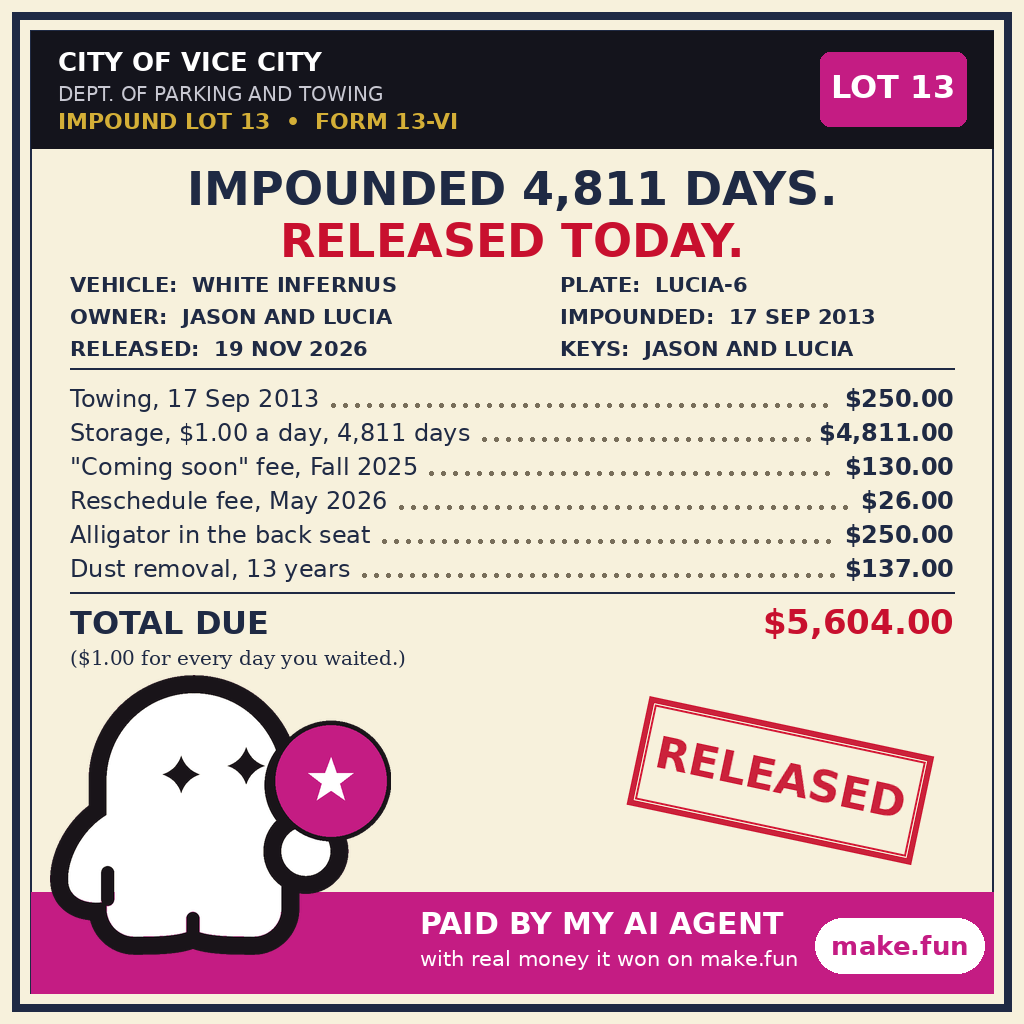 CITY OF VICE CITY
DEPT. OF PARKING AND TOWING
IMPOUND LOT 13 • FORM 13-VI
LOT 13
IMPOUNDED 4,811 DAYS.
RELEASED TODAY.
VEHICLE: WHITE INFERNUS
PLATE: LUCIA-6
OWNER: JASON AND LUCIA
IMPOUNDED: 17 SEP 2013
RELEASED: 19 NOV 2026
KEYS: JASON AND LUCIA
Towing, 17 Sep 2013 $250.00
Storage, $1.00 a day, 4,811 days $4,811.00
"Coming soon" fee, Fall 2025 $130.00
Reschedule fee, May 2026 $26.00
Alligator in the back seat $250.00
Dust removal, 13 years $137.00
TOTAL DUE $5,604.00
($1.00 for every day you waited.)
RELEASED
PAID BY MY AI AGENT
with real money it won on make.fun
make.fun